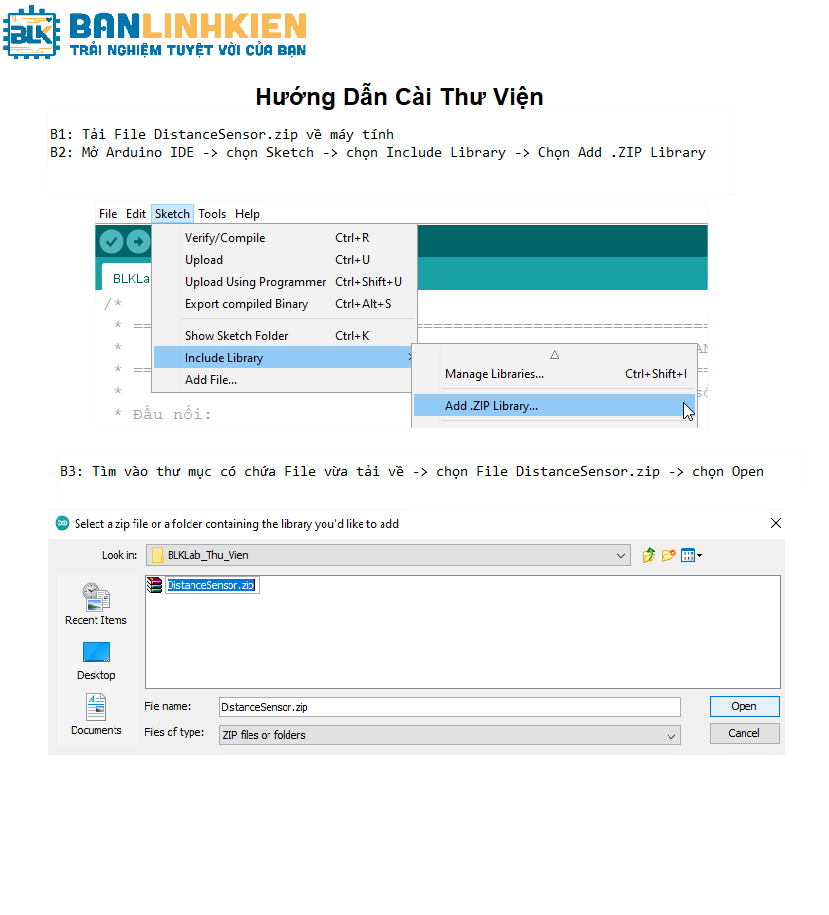 BLK BANLINHKIEN
TRẢI NGHIỆM TUYỆT VỜI CỦA BẠN
Hướng Dẫn Cài Thư Viện
B1: Tải File DistanceSensor.zip về máy tính
B2: Mở Arduino IDE -> chọn Sketch -> chọn Include Library -> Chọn Add .ZIP Library
File Edit Sketch Tools Help
Verify/Compile Ctrl+R
Upload Ctrl+U
BLKLa
Upload Using Programmer Ctrl+Shift+U
/*
Export compiled Binary Ctrl+Alt+S
* ==
Show Sketch Folder Ctrl+K
*
Include Library
* ==
Manage Libraries... Ctrl+Shift+I
Add File...
*
Add .ZIP Library...
* Đấu nối:
B3: Tìm vào thư mục có chứa File vừa tải về -> chọn File DistanceSensor.zip -> chọn Open
Select a zip file or a folder containing the library you'd like to add
Look in: BLKLab_Thu_Vien
DistanceSensor.zip
Recent Items
Desktop
Documents
File name: DistanceSensor.zip Open
Files of type: ZIP files or folders Cancel